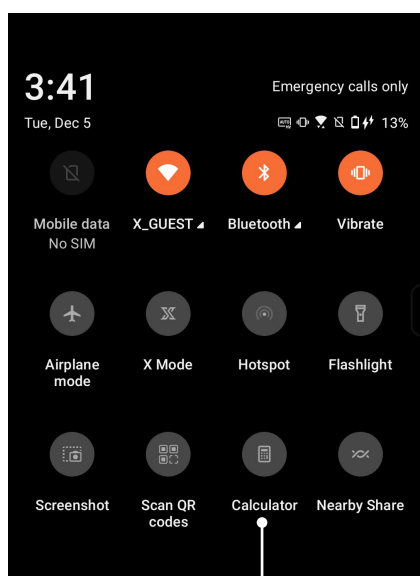 3:41
Emergency calls only
Tue, Dec 5
13%
Mobile data
No SIM
X_GUEST
Bluetooth
Vibrate
Airplane
mode
X Mode
Hotspot
Flashlight
Screenshot
Scan QR
codes
Calculator
Nearby Share